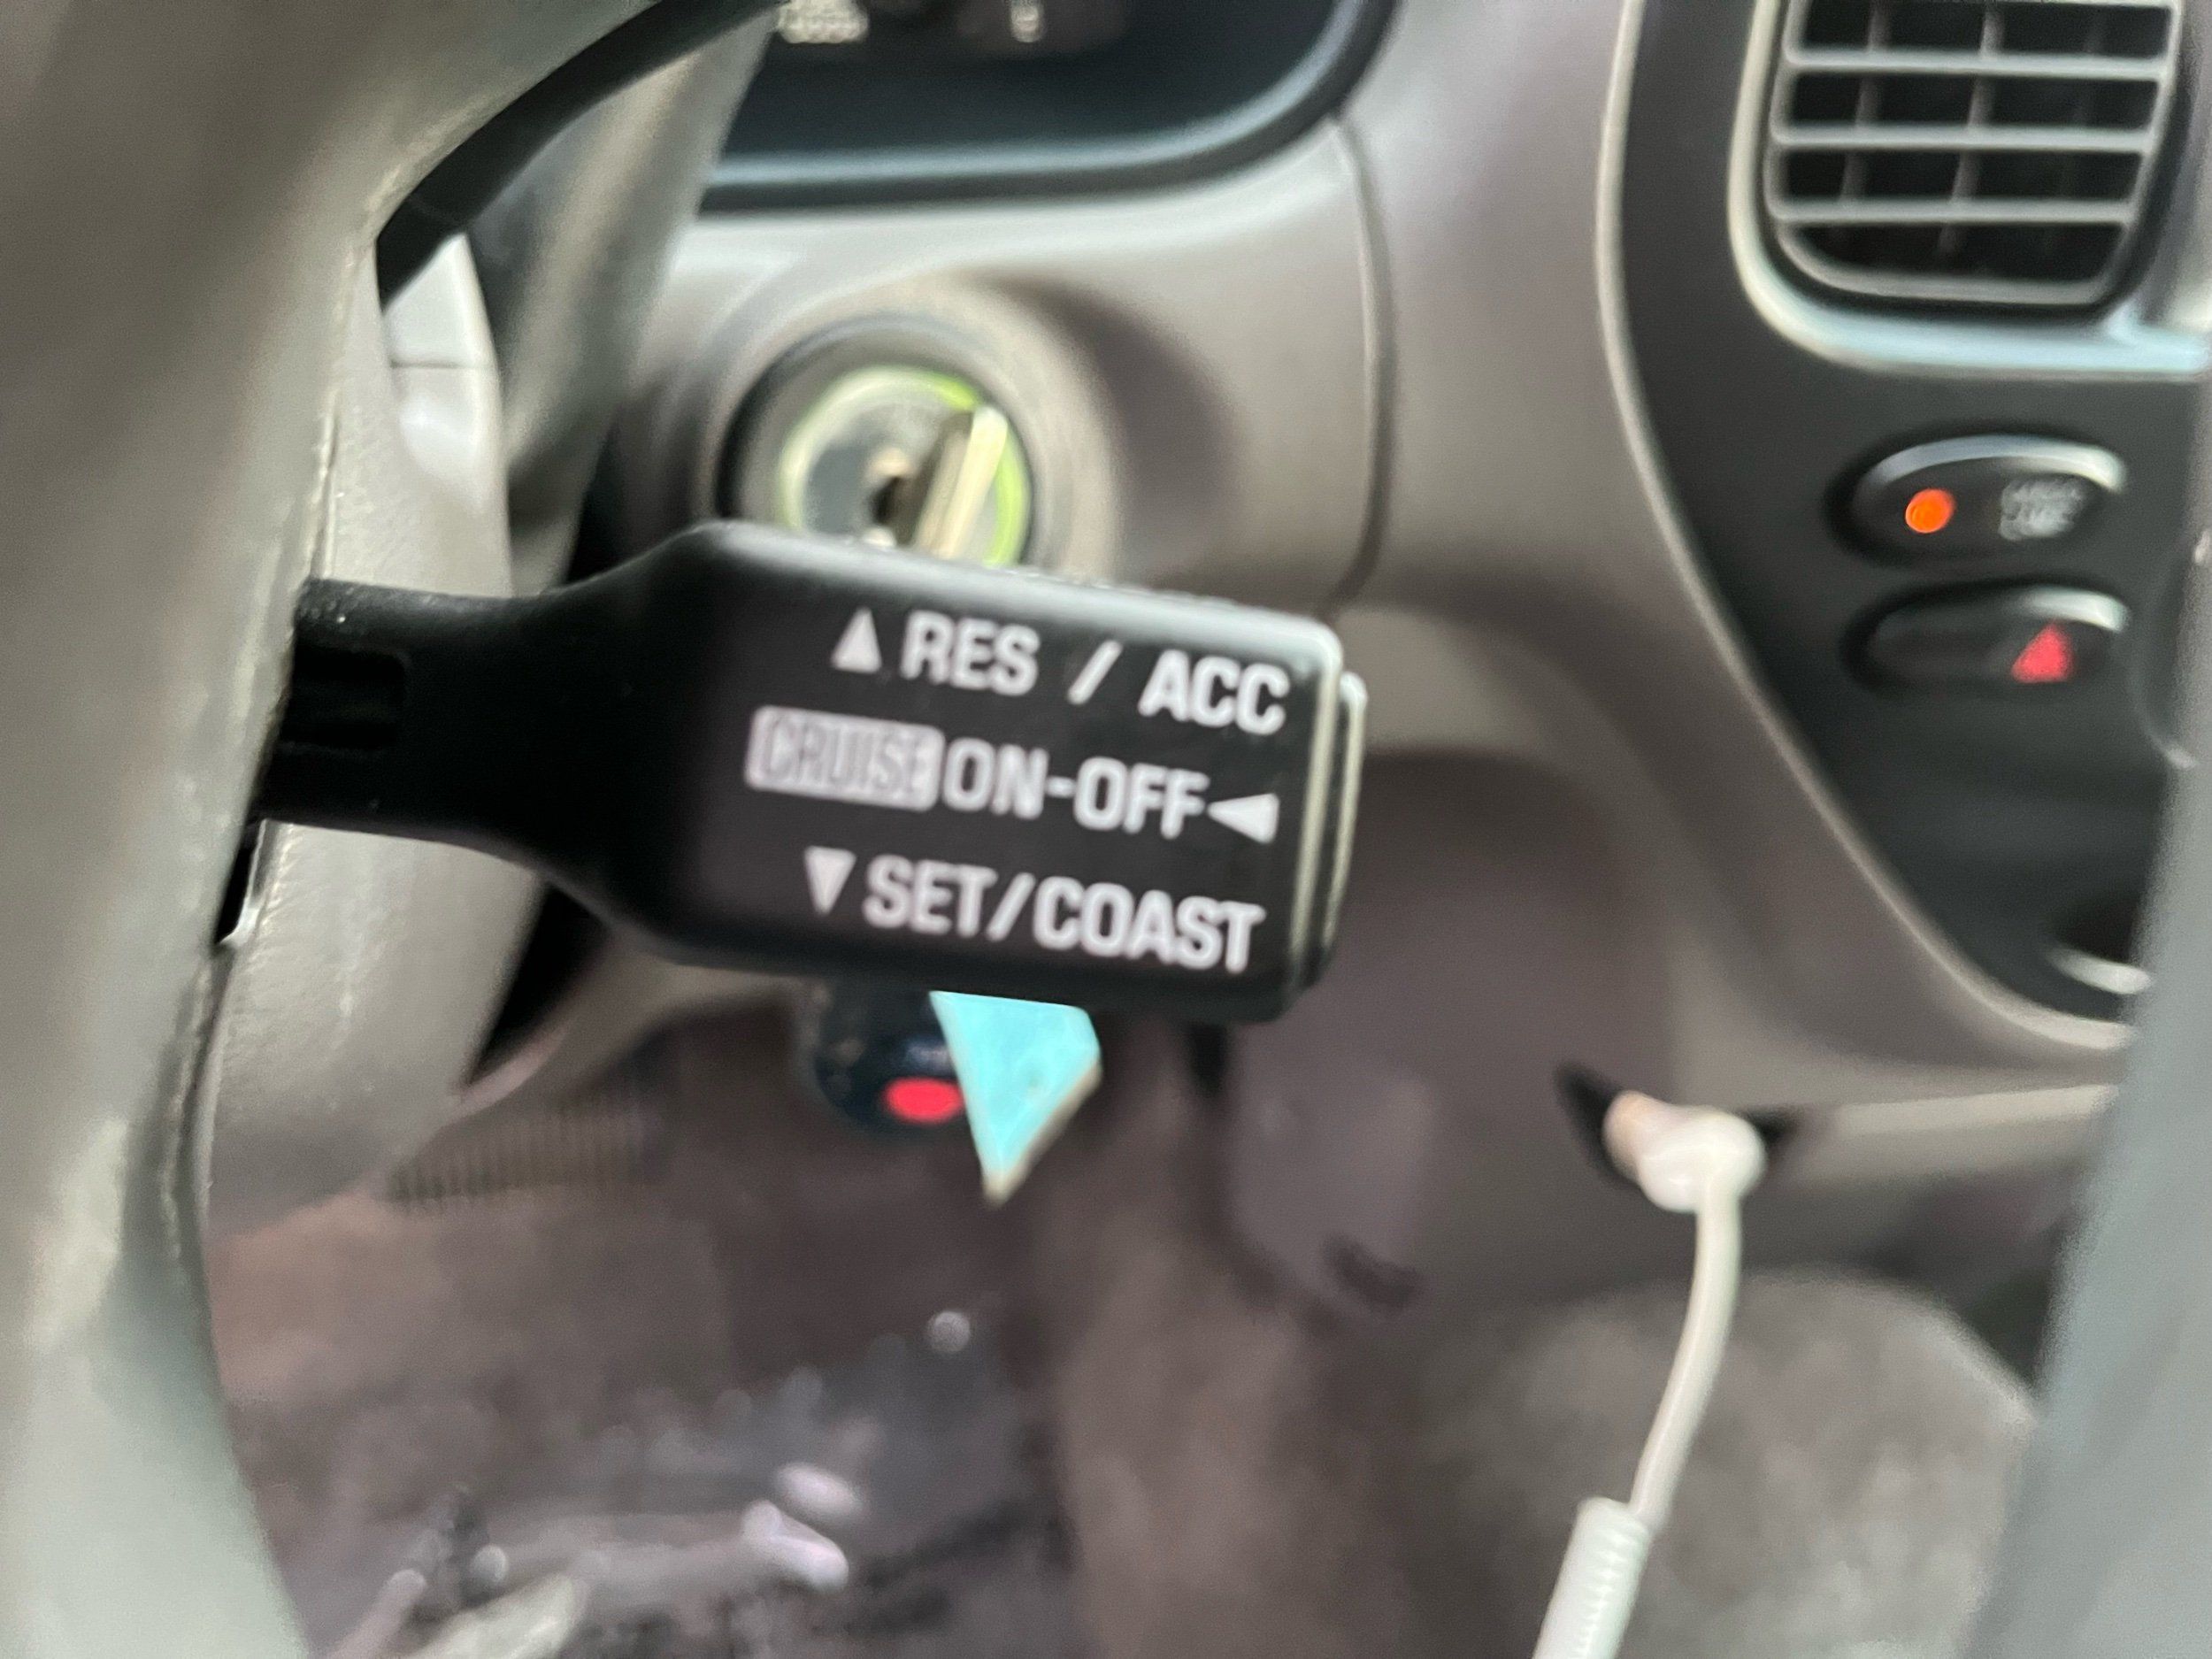 ▲ RES / ACC
CRUISE ON-OFF ◄
▼ SET/COAST